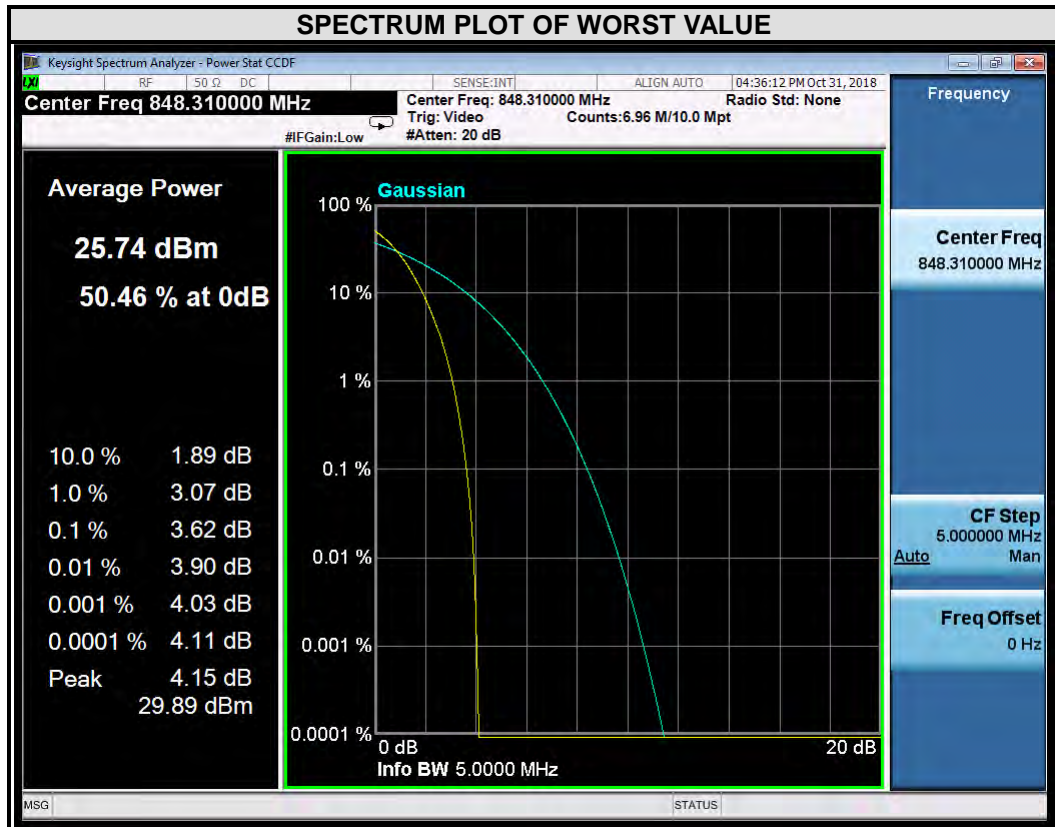 SPECTRUM PLOT OF WORST VALUE
Keysight Spectrum Analyzer - Power Stat CCDF
LXI RF 50 Ω DC SENSE:INT ALIGN AUTO 04:36:12 PM Oct 31, 2018
Center Freq 848.310000 MHz
#IFGain:Low
Center Freq: 848.310000 MHz Radio Std: None
Trig: Video Counts:6.96 M/10.0 Mpt
#Atten: 20 dB
Frequency
Average Power
25.74 dBm
50.46 % at 0dB
10.0 % 1.89 dB
1.0 % 3.07 dB
0.1 % 3.62 dB
0.01 % 3.90 dB
0.001 % 4.03 dB
0.0001 % 4.11 dB
Peak 4.15 dB
29.89 dBm
Gaussian
100 %
10 %
1 %
0.1 %
0.01 %
0.001 %
0.0001 %
0 dB 20 dB
Info BW 5.0000 MHz
Center Freq
848.310000 MHz
CF Step
5.000000 MHz
Auto Man
Freq Offset
0 Hz
MSG STATUS